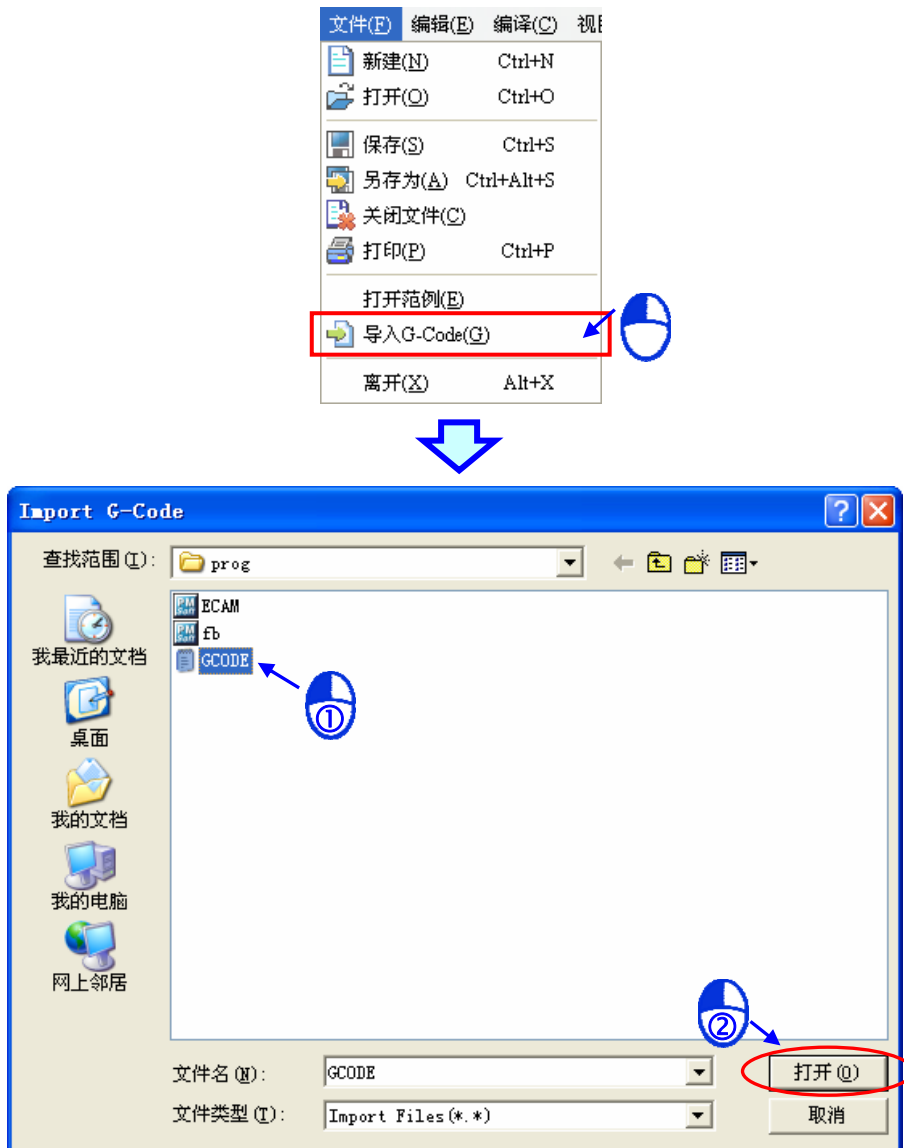 文件(F) 编辑(E) 编译(C)
新建(N) Ctrl+N
打开(O) Ctrl+O
保存(S) Ctrl+S
另存为(A) Ctrl+Alt+S
关闭文件(C)
打印(P) Ctrl+P
打开范例(E)
导入G-Code(G)
离开(X) Alt+X
Import G-Code
查找范围(I): prog
ECAM
fb
GCODE
我最近的文档
桌面
我的文档
我的电脑
网上邻居
①
②
文件名(N): GCODE 打开(O)
文件类型(T): Import Files(*.*) 取消